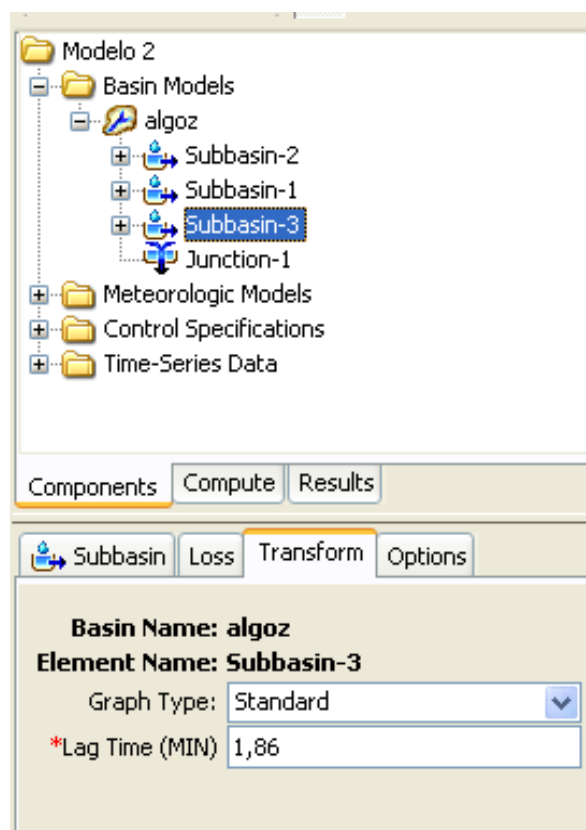 Modelo 2
Basin Models
algoz
Subbasin-2
Subbasin-1
Subbasin-3
Junction-1
Meteorologic Models
Control Specifications
Time-Series Data
Components Compute Results
Subbasin Loss Transform Options
Basin Name: algoz
Element Name: Subbasin-3
Graph Type: Standard
*Lag Time (MIN) 1,86